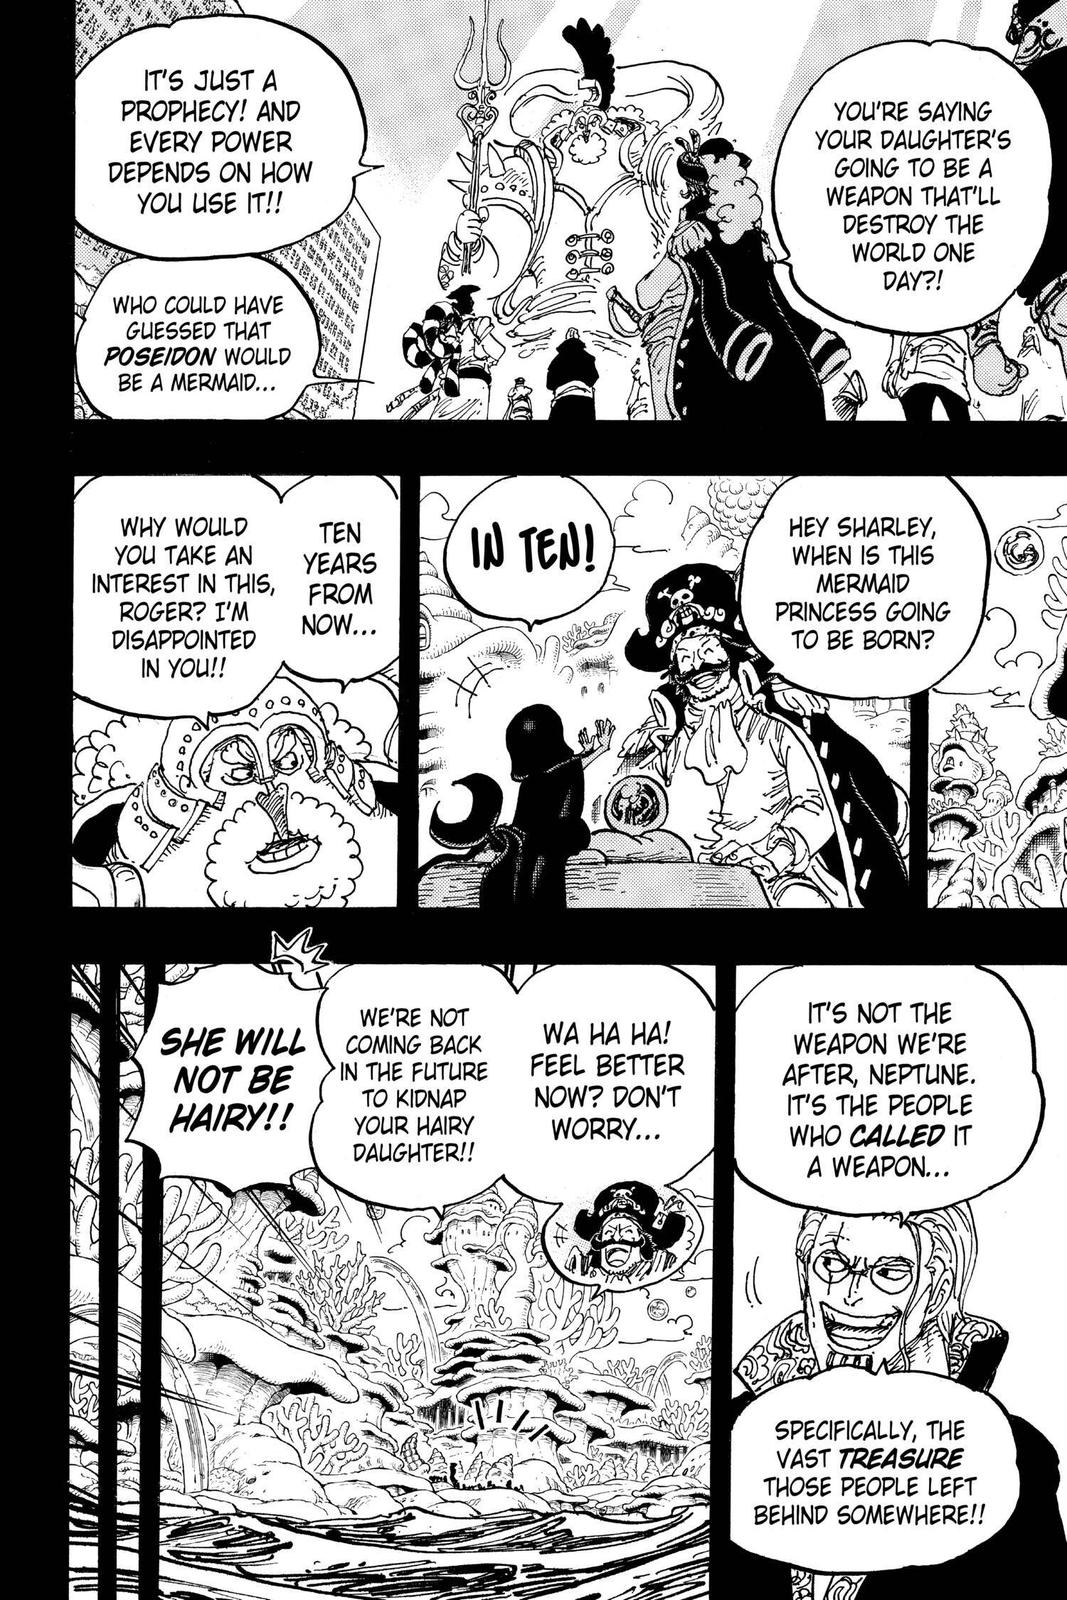 YOU'RE SAYING
YOUR DAUGHTER'S
GOING TO BE A
WEAPON THAT'LL
DESTROY THE
WORLD ONE
DAY?!
IT'S JUST A
PROPHECY! AND
EVERY POWER
DEPENDS ON HOW
YOU USE IT!!
WHO COULD HAVE
GUESSED THAT
POSEIDON WOULD
BE A MERMAID...
HEY SHARLEY,
WHEN IS THIS
MERMAID
PRINCESS GOING
TO BE BORN?
IN TEN!
TEN
YEARS
FROM
NOW...
WHY WOULD
YOU TAKE AN
INTEREST IN THIS,
ROGER? I'M
DISAPPOINTED
IN YOU!!
IT'S NOT THE
WEAPON WE'RE
AFTER, NEPTUNE.
IT'S THE PEOPLE
WHO CALLED IT
A WEAPON...
SPECIFICALLY, THE
VAST TREASURE
THOSE PEOPLE LEFT
BEHIND SOMEWHERE!!
WA HA HA!
FEEL BETTER
NOW? DON'T
WORRY...
WE'RE NOT
COMING BACK
IN THE FUTURE
TO KIDNAP
YOUR HAIRY
DAUGHTER!!
SHE WILL
NOT BE
HAIRY!!